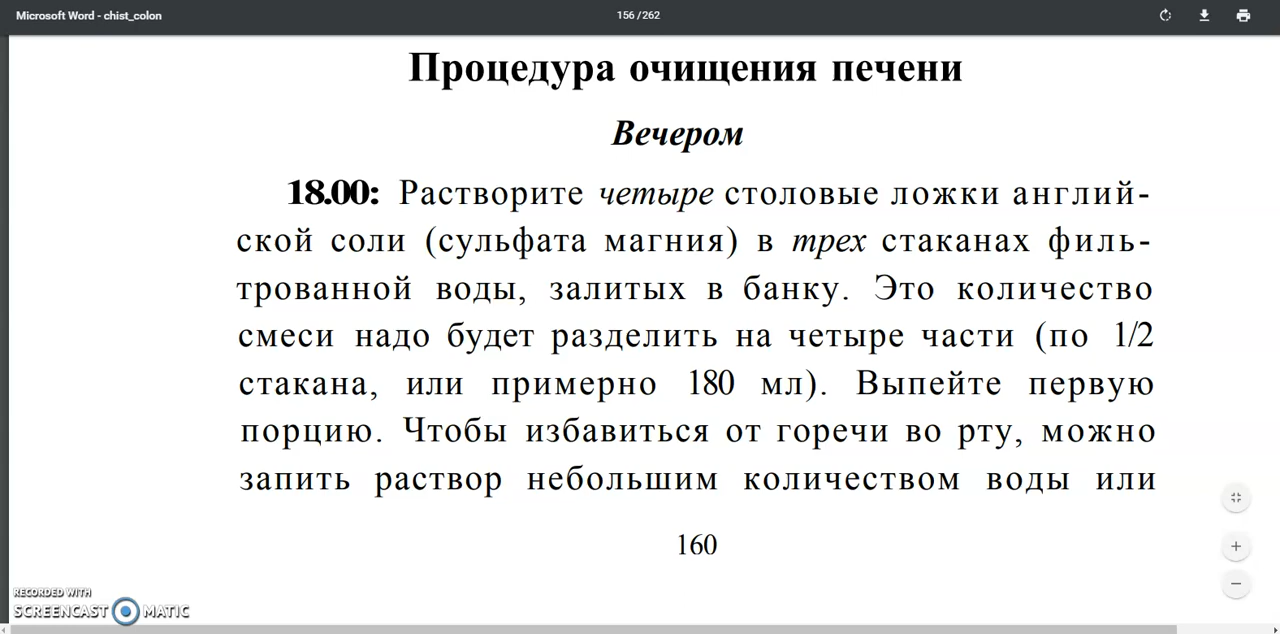 Microsoft Word - chist_colon
156 / 262
Процедура очищения печени
Вечером
18.00: Растворите четыре столовые ложки англий-
ской соли (сульфата магния) в трех стаканах филь-
трованной воды, залитых в банку. Это количество
смеси надо будет разделить на четыре части (по 1/2
стакана, или примерно 180 мл). Выпейте первую
порцию. Чтобы избавиться от горечи во рту, можно
запить раствор небольшим количеством воды или
160
RECORDED WITH
SCREENCAST MATIC